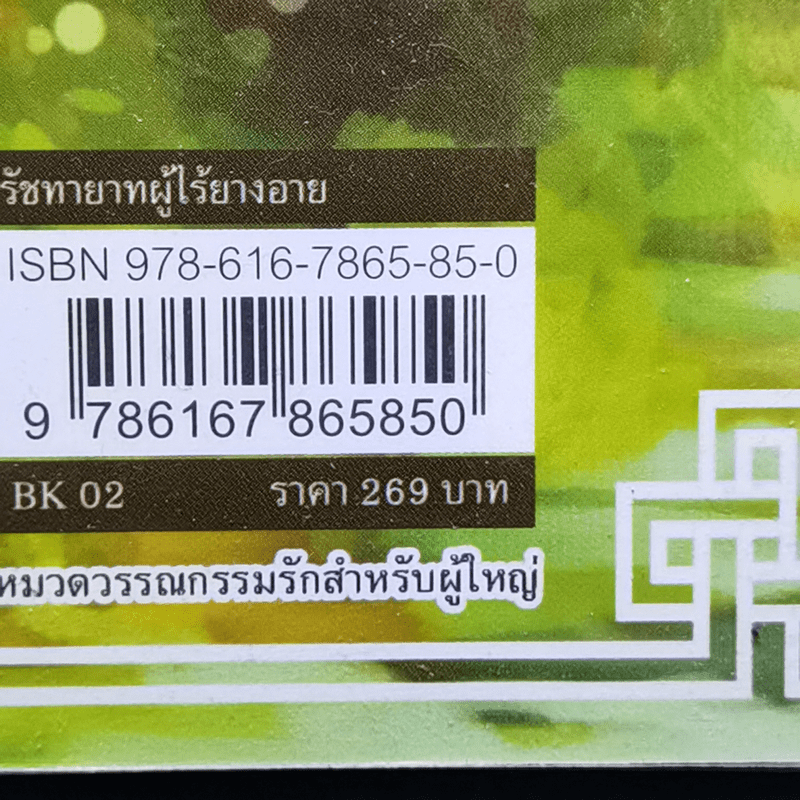 รัชทายาทผู้ไร้ยางอาย
ISBN 978-616-7865-85-0
9 786167 865850
BK 02 ราคา 269 บาท
หมวดวรรณกรรมรักสำหรับผู้ใหญ่